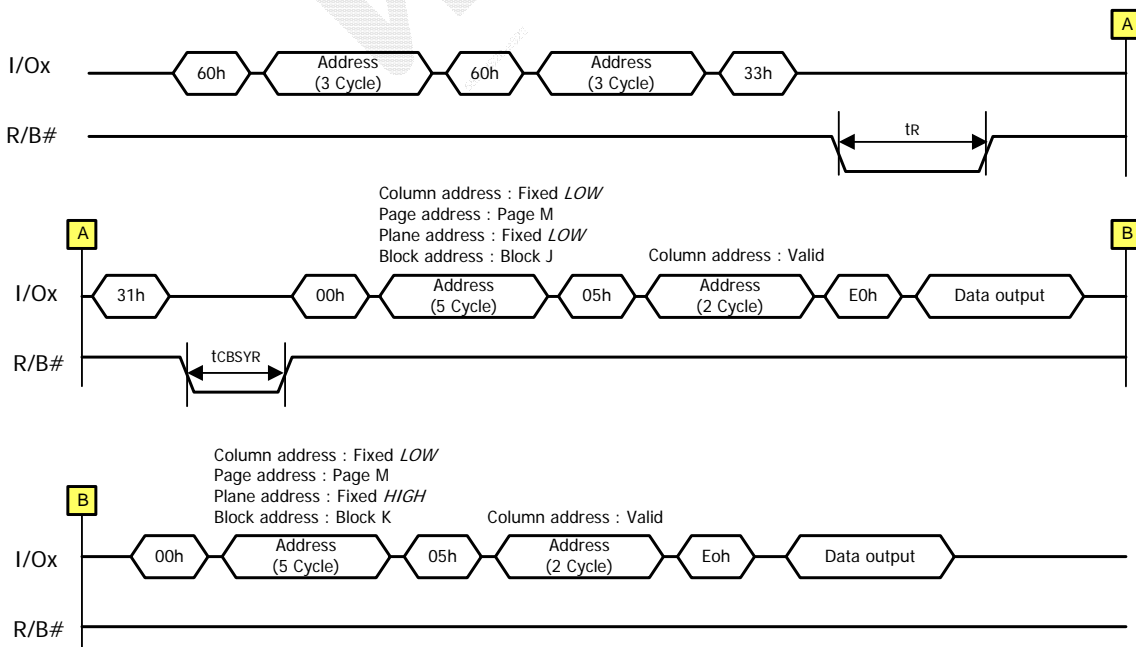 A
I/Ox
60h
Address
(3 Cycle)
60h
Address
(3 Cycle)
33h
R/B#
tR
Column address : Fixed LOW
Page address : Page M
Plane address : Fixed LOW
Block address : Block J
Column address : Valid
A
B
I/Ox
31h
00h
Address
(5 Cycle)
05h
Address
(2 Cycle)
E0h
Data output
R/B#
tCBSYR
Column address : Fixed LOW
Page address : Page M
Plane address : Fixed HIGH
Block address : Block K
Column address : Valid
B
I/Ox
00h
Address
(5 Cycle)
05h
Address
(2 Cycle)
Eoh
Data output
R/B#